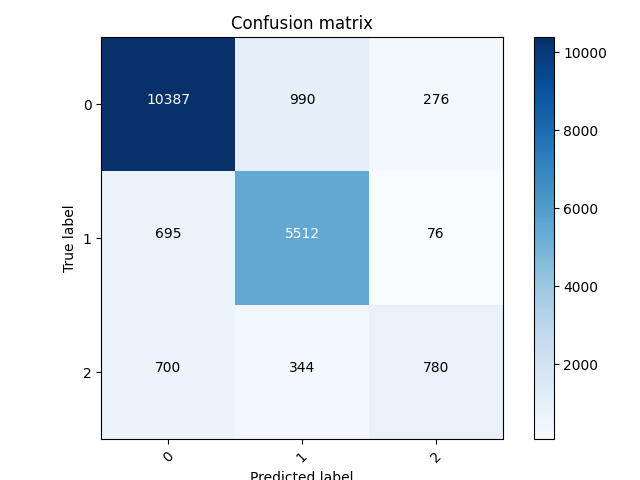 Confusion matrix
True label
0
10387 990 276
1
695 5512 76
2
700 344 780
0 1 2
Predicted label
10000
8000
6000
4000
2000